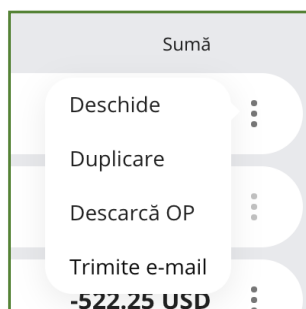 Sumă
Deschide
Duplicare
Descarcă OP
Trimite e-mail
-522.25 USD